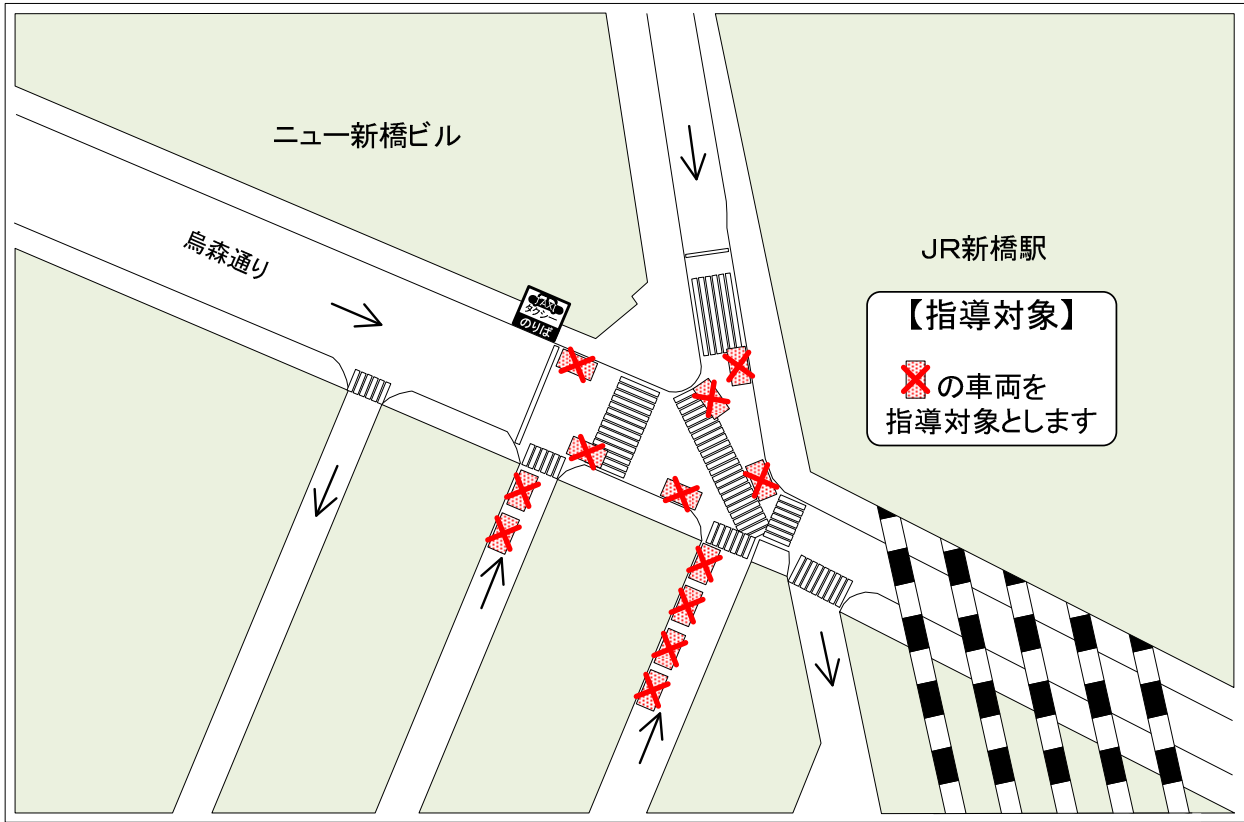 ニュー新橋ビル
烏森通り
JR新橋駅
TAXI
タクシー
のりば
【指導対象】
の車両を
指導対象とします